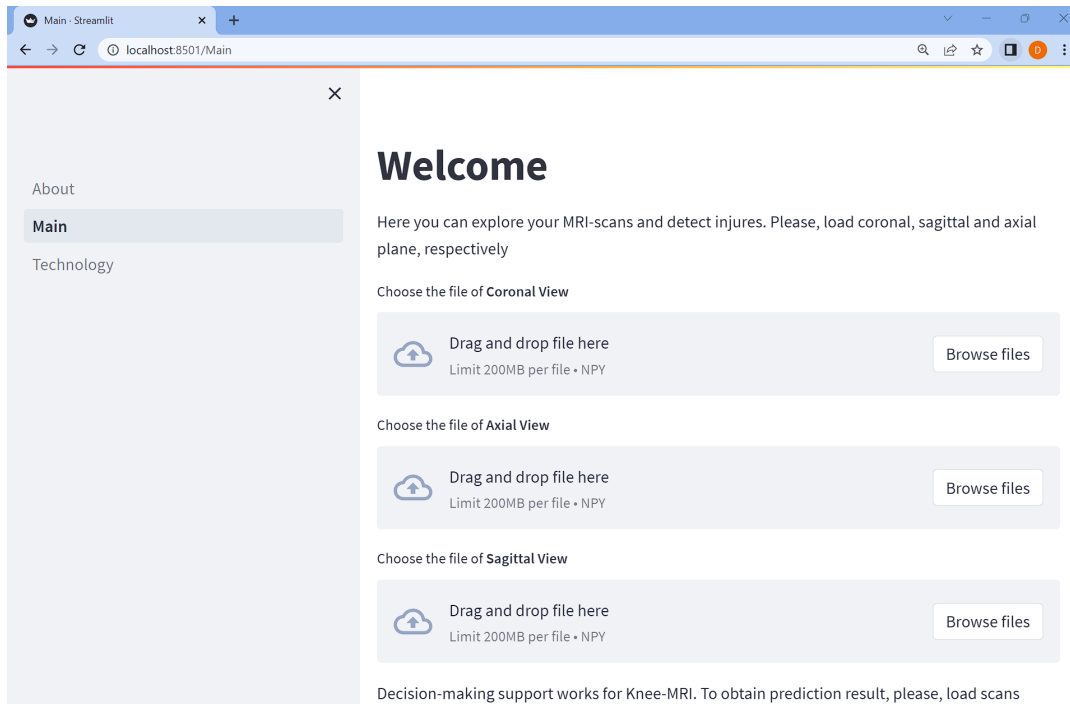 Main · Streamlit
localhost:8501/Main
D
About
Main
Technology
Welcome
Here you can explore your MRI-scans and detect injures. Please, load coronal, sagittal and axial
plane, respectively
Choose the file of Coronal View
Drag and drop file here
Limit 200MB per file • NPY
Browse files
Choose the file of Axial View
Drag and drop file here
Limit 200MB per file • NPY
Browse files
Choose the file of Sagittal View
Drag and drop file here
Limit 200MB per file • NPY
Browse files
Decision-making support works for Knee-MRI. To obtain prediction result, please, load scans